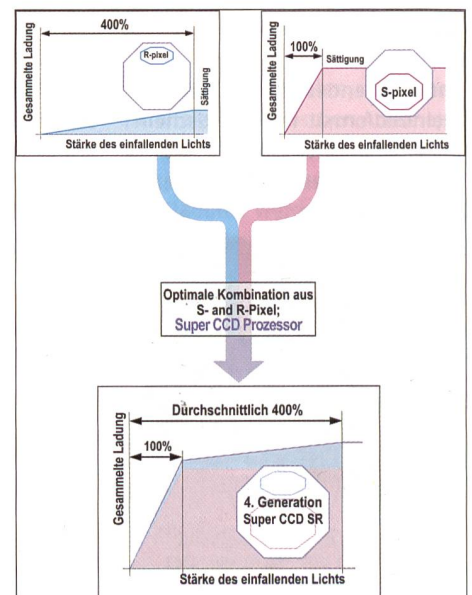 400%
R-pixel
Gesammelte Ladung
Sättigung
Stärke des einfallenden Lichts
100%
Sättigung
S-pixel
Gesammelte Ladung
Stärke des einfallenden Lichts
Optimale Kombination aus
S- and R-Pixel;
Super CCD Prozessor
Durchschnittlich 400%
100%
Gesammelte Ladung
4. Generation
Super CCD SR
Stärke des einfallenden Lichts